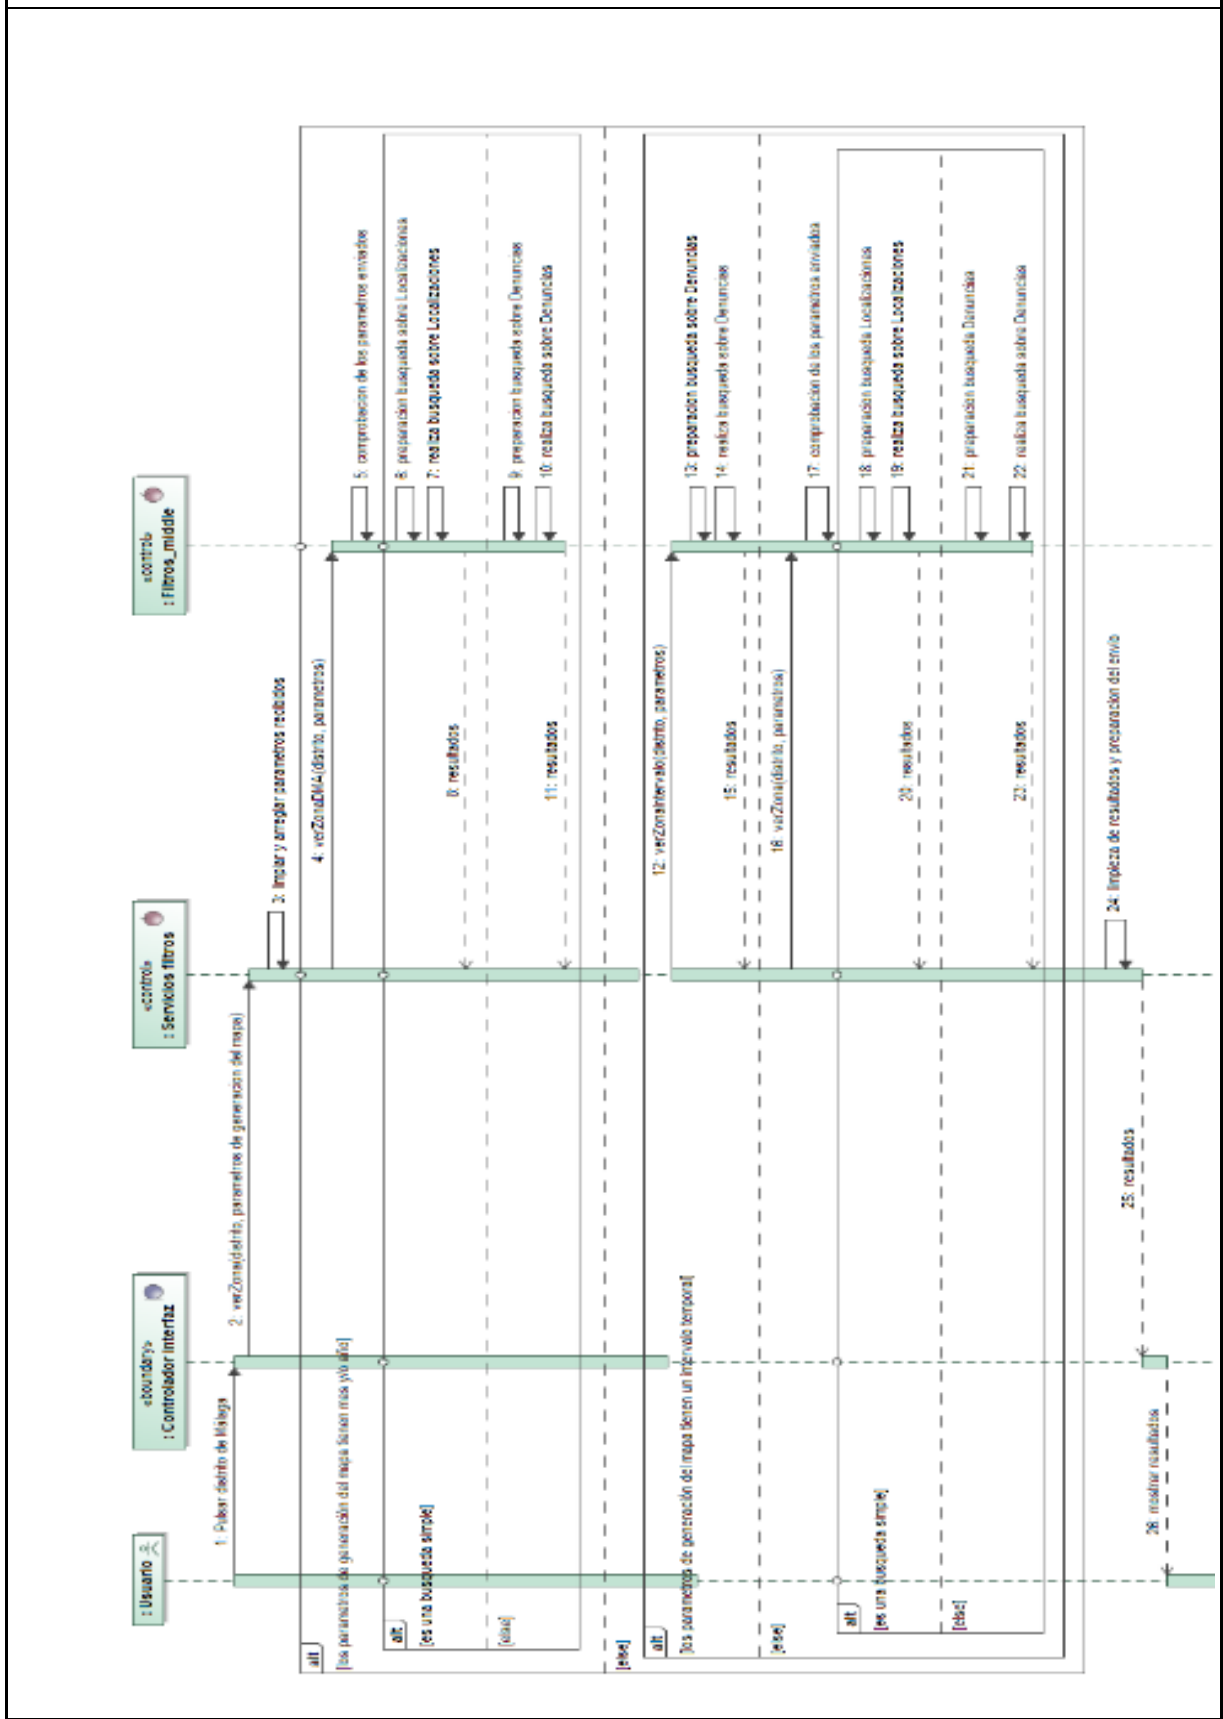 : Usuario
«boundary»
: Controlador interfaz
«control»
: Servicios filtros
«control»
: Filtros_middle
1: Pulsar distrito de Málaga
2: verZona(distrito, parametros de generacion del mapa)
3: limpiar y arreglar parametros recibidos
alt
[los parametros de generación del mapa tienen mes y/o año]
4: verZonaDMA(distrito, parametros)
5: comprobacion de los parametros enviados
alt
[es una busqueda simple]
6: preparacion busqueda sobre Localizaciones
7: realiza busqueda sobre Localizaciones
8: resultados
[else]
9: preparacion busqueda sobre Denuncias
10: realiza busqueda sobre Denuncias
11: resultados
[else]
alt
[los parametros de generación del mapa tienen un intervalo temporal]
12: verZonaIntervalo(distrito, parametros)
13: preparacion busqueda sobre Denuncias
14: realiza busqueda sobre Denuncias
15: resultados
[else]
16: verZona(distrito, parametros)
17: comprobacion de los parametros enviados
alt
[es una busqueda simple]
18: preparacion busqueda Localizaciones
19: realiza busqueda sobre Localizaciones
20: resultados
[else]
21: preparacion busqueda Denuncias
22: realiza busqueda sobre Denuncias
23: resultados
24: limpieza de resultados y preparacion del envio
25: resultados
26: mostrar resultados